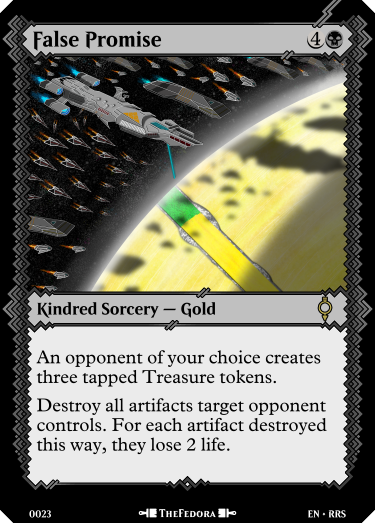 False Promise
4
Kindred Sorcery — Gold
An opponent of your choice creates
three tapped Treasure tokens.
Destroy all artifacts target opponent
controls. For each artifact destroyed
this way, they lose 2 life.
0023
TheFedora
EN • RRS